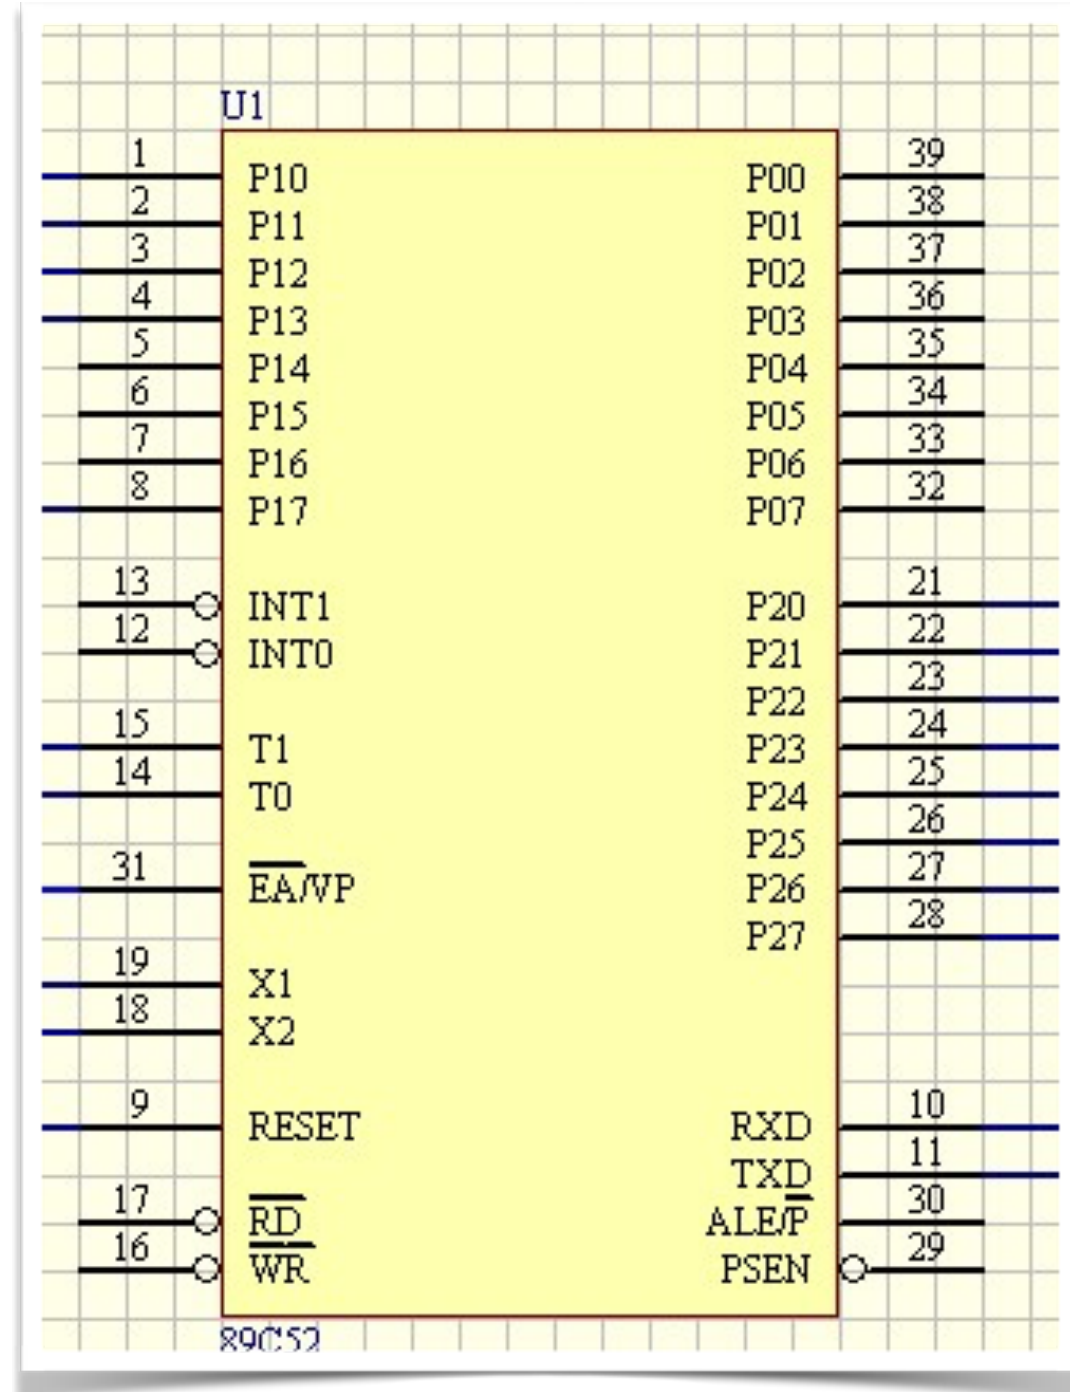 U1
1 P10 P00 39
2 P11 P01 38
3 P12 P02 37
4 P13 P03 36
5 P14 P04 35
6 P15 P05 34
7 P16 P06 33
8 P17 P07 32
13 INT1 P20 21
12 INT0 P21 22
P22 23
15 T1 P23 24
14 T0 P24 25
P25 26
31 EA/VP P26 27
P27 28
19 X1
18 X2
9 RESET RXD 10
TXD 11
17 RD ALE/P 30
16 WR PSEN 29
89C52